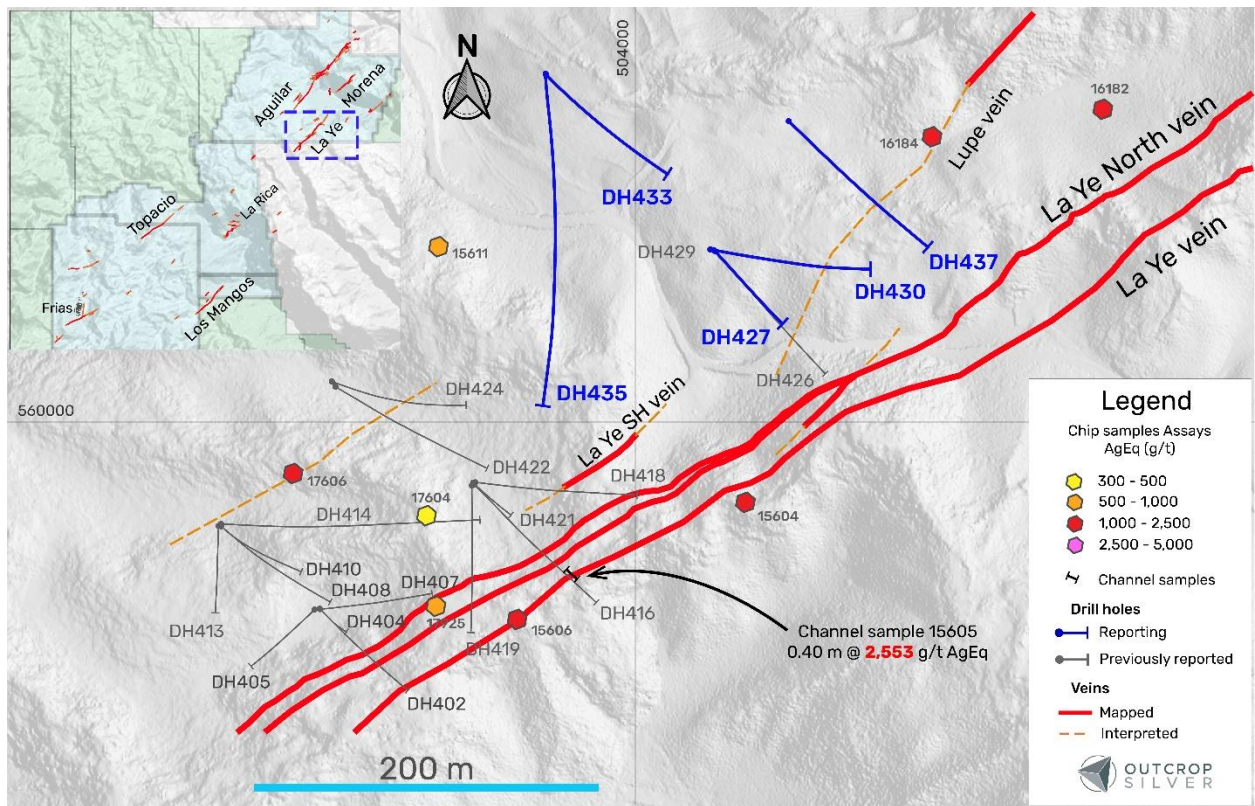 N
504000
Aguilar
Morena
La Ye
Topacio
La Rica
Frias
Los Mangos
16182
16184
Lupe vein
La Ye North vein
La Ye vein
DH433
15611
DH429
DH437
DH430
DH427
DH426
DH435
DH424
560000
La Ye SH vein
DH422
DH418
17606
17604
DH421
DH414
15604
DH410
DH408
DH407
DH416
DH413
DH404
17725
15606
DH419
DH405
DH402
Channel sample 15605
0.40 m @ 2,553 g/t AgEq
200 m
Legend
Chip samples Assays
AgEq (g/t)
300 - 500
500 - 1,000
1,000 - 2,500
2,500 - 5,000
Channel samples
Drill holes
Reporting
Previously reported
Veins
Mapped
Interpreted
OUTCROP
SILVER